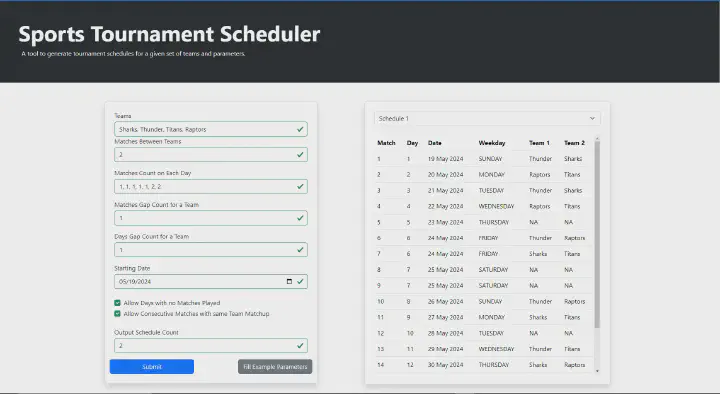 Sports Tournament Scheduler
A tool to generate tournament schedules for a given set of teams and parameters.
Teams
Sharks, Thunder, Titans, Raptors
Matches Between Teams
2
Matches Count on Each Day
1, 1, 1, 1, 1, 2, 2
Matches Gap Count for a Team
1
Days Gap Count for a Team
1
Starting Date
05/19/2024
Allow Days with no Matches Played
Allow Consecutive Matches with same Team Matchup
Output Schedule Count
2
Submit
Fill Example Parameters
Schedule 1
Match Day Date Weekday Team 1 Team 2
1 1 19 May 2024 SUNDAY Thunder Sharks
2 2 20 May 2024 MONDAY Raptors Titans
3 3 21 May 2024 TUESDAY Thunder Sharks
4 4 22 May 2024 WEDNESDAY Raptors Titans
5 5 23 May 2024 THURSDAY NA NA
6 6 24 May 2024 FRIDAY Thunder Raptors
7 6 24 May 2024 FRIDAY Sharks Titans
8 7 25 May 2024 SATURDAY NA NA
9 7 25 May 2024 SATURDAY NA NA
10 8 26 May 2024 SUNDAY Thunder Raptors
11 9 27 May 2024 MONDAY Sharks Titans
12 10 28 May 2024 TUESDAY NA NA
13 11 29 May 2024 WEDNESDAY Thunder Titans
14 12 30 May 2024 THURSDAY Sharks Raptors